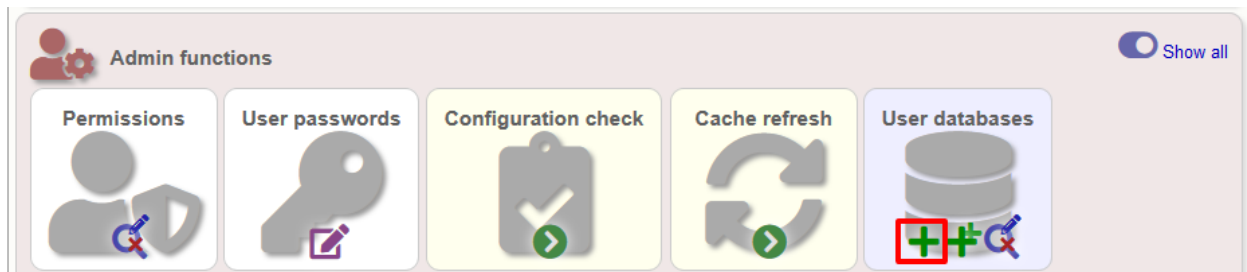 Admin functions
Show all
Permissions
User passwords
Configuration check
Cache refresh
User databases